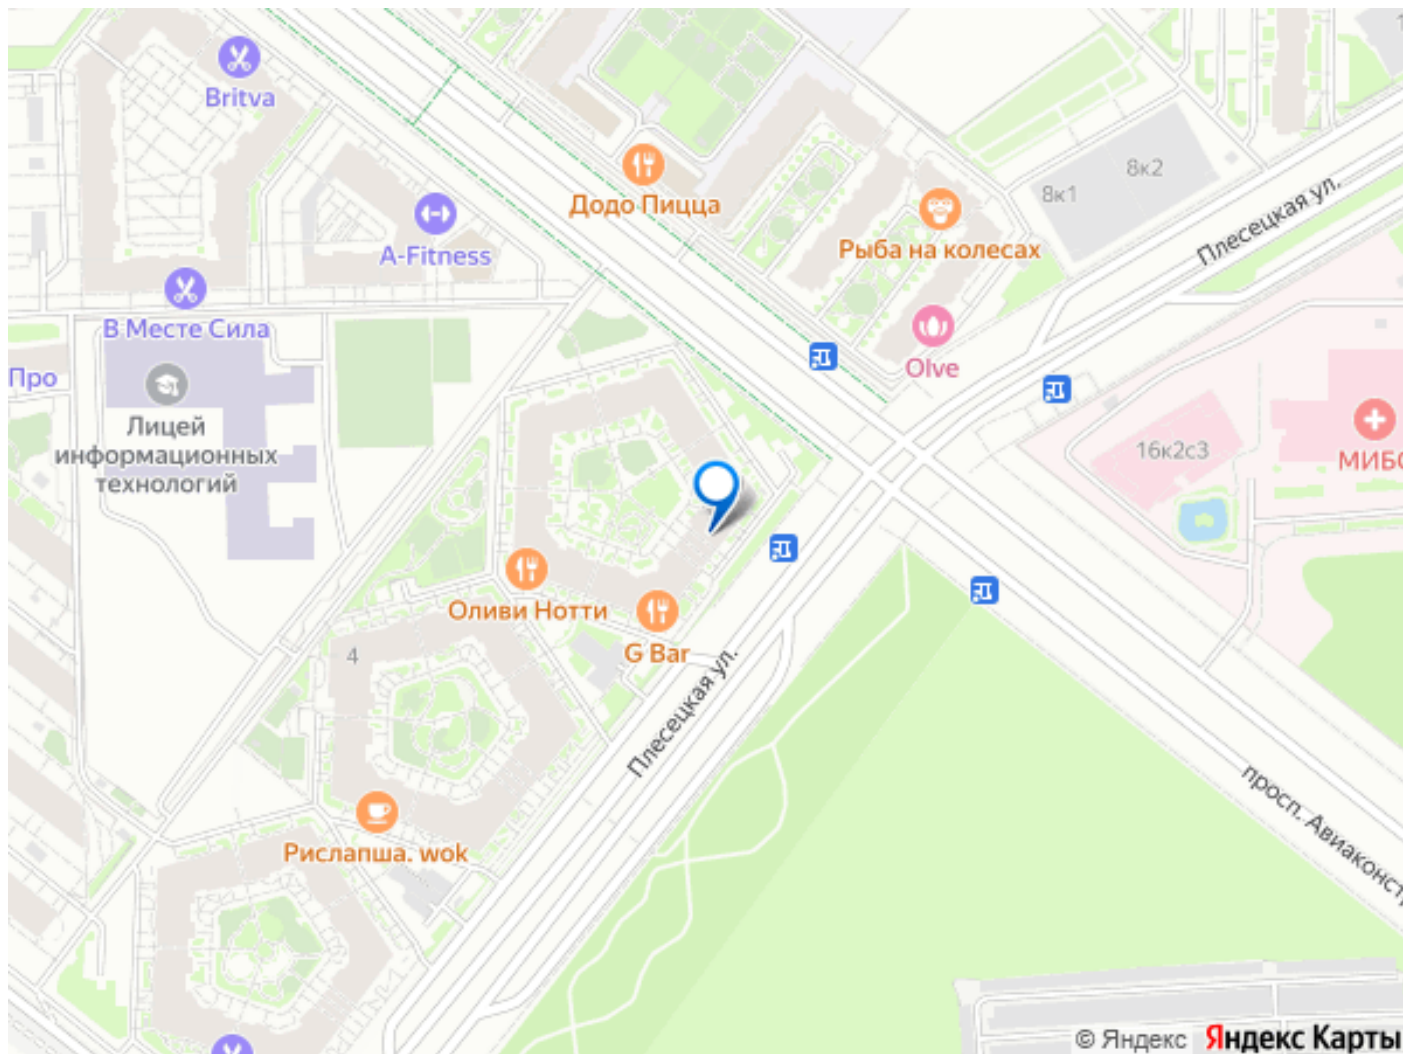 Britva
8к2
8к1
Додо Пицца
Плесецкая ул.
A-Fitness
Рыба на колесах
В Месте Сила
Olve
Про
Лицей
информационных
технологий
16к2с3
МИБС
Оливи Нотти
G Bar
4
Плесецкая ул.
просп. Авиаконстр
Рислапша. wok
© Яндекс Яндекс Карты